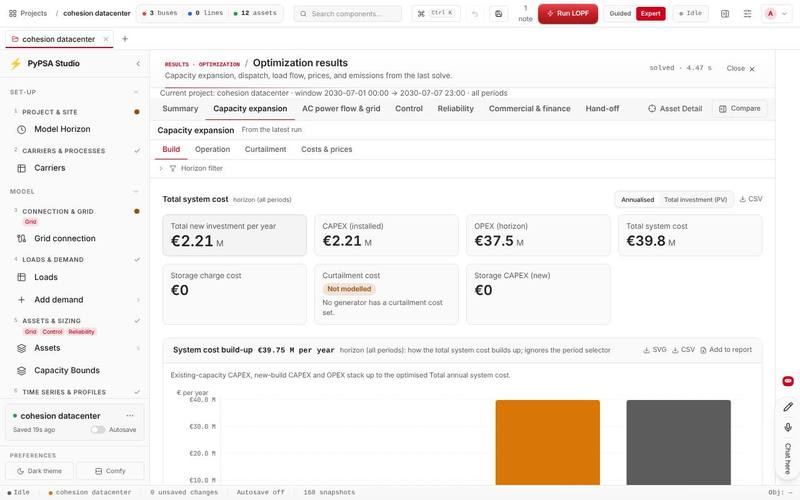 Projects / cohesion datacenter 3 buses 0 lines 12 assets Search components... Ctrl K 1 note Run LOPF Guided Expert Idle A
cohesion datacenter × +
PyPSA Studio
SET-UP
1 PROJECT & SITE
Model Horizon
2 CARRIERS & PROCESSES
Carriers
MODEL
3 CONNECTION & GRID
Grid
Grid connection
4 LOADS & DEMAND
Loads
Add demand
5 ASSETS & SIZING
Grid Control Reliability
Assets
Capacity Bounds
6 TIME SERIES & PROFILES
cohesion datacenter ...
Saved 19s ago Autosave
PREFERENCES
Dark theme Comfy
RESULTS · OPTIMIZATION / Optimization results
Capacity expansion, dispatch, load flow, prices, and emissions from the last solve.
solved · 4.47 s Close ×
Current project: cohesion datacenter · window 2030-07-01 00:00 → 2030-07-07 23:00 · all periods
Summary Capacity expansion AC power flow & grid Control Reliability Commercial & finance Hand-off Asset Detail Compare
Capacity expansion From the latest run
Build Operation Curtailment Costs & prices
Horizon filter
Total system cost horizon (all periods) Annualised Total investment (PV) CSV
Total new investment per year
€2.21 M
CAPEX (installed)
€2.21 M
OPEX (horizon)
€37.5 M
Total system cost
€39.8 M
Storage charge cost
€0
Curtailment cost
Not modelled
No generator has a curtailment cost
set.
Storage CAPEX (new)
€0
System cost build-up €39.75 M per year horizon (all periods): how the total system cost builds up; ignores the period selector SVG CSV Add to report
Existing-capacity CAPEX, new-build CAPEX and OPEX stack up to the optimised Total annual system cost.
€ per year
€40.0 M
€30.0 M
€20.0 M
€10.0 M
Chat here
Idle cohesion datacenter 0 unsaved changes Autosave off 168 snapshots Obj: —